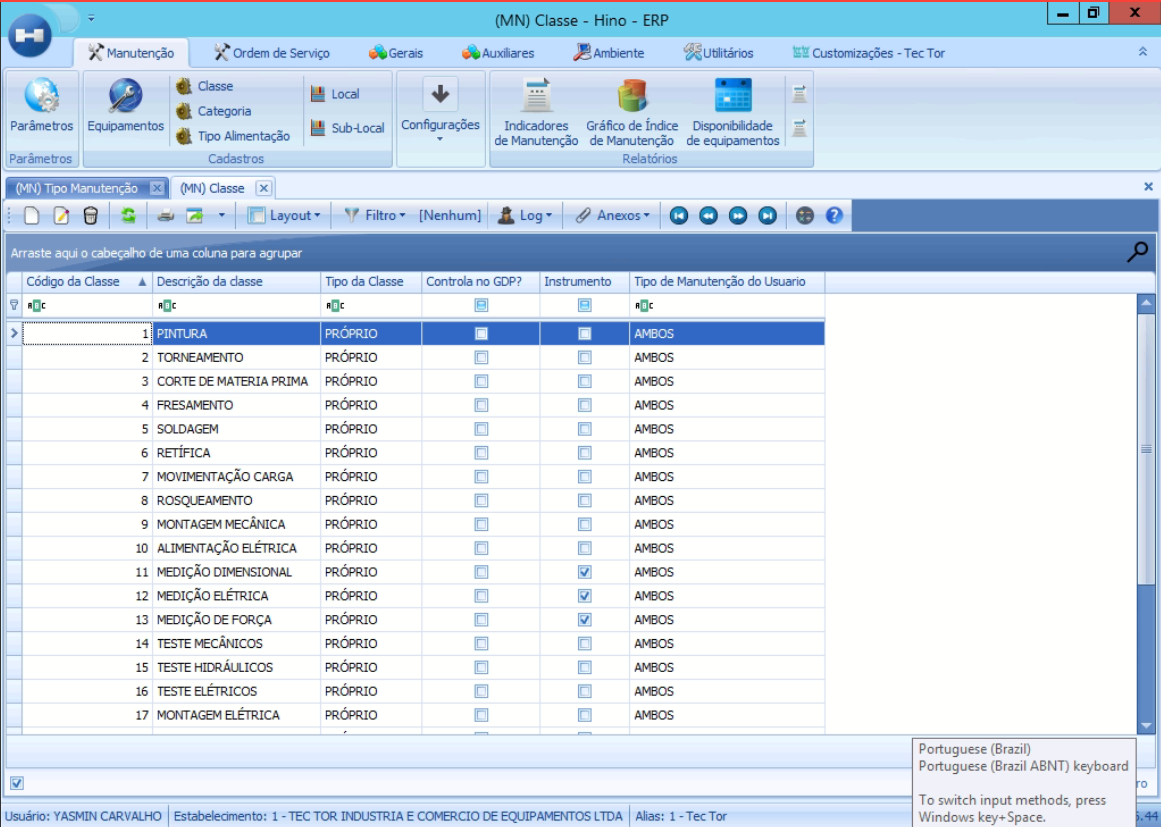 (MN) Classe - Hino - ERP
Manutenção Ordem de Serviço Gerais Auxiliares Ambiente Utilitários Customizações - Tec Tor
Parâmetros
Equipamentos
Classe
Categoria
Tipo Alimentação
Local
Sub-Local
Configurações
Indicadores
de Manutenção
Gráfico de Índice
de Manutenção
Disponibilidade
de equipamentos
Parâmetros Cadastros Relatórios
(MN) Tipo Manutenção (MN) Classe
Layout Filtro [Nenhum] Log Anexos
Arraste aqui o cabeçalho de uma coluna para agrupar
Código da Classe Descrição da classe Tipo da Classe Controla no GDP? Instrumento Tipo de Manutenção do Usuario
1 PINTURA PRÓPRIO AMBOS
2 TORNEAMENTO PRÓPRIO AMBOS
3 CORTE DE MATERIA PRIMA PRÓPRIO AMBOS
4 FRESAMENTO PRÓPRIO AMBOS
5 SOLDAGEM PRÓPRIO AMBOS
6 RETÍFICA PRÓPRIO AMBOS
7 MOVIMENTAÇÃO CARGA PRÓPRIO AMBOS
8 ROSQUEAMENTO PRÓPRIO AMBOS
9 MONTAGEM MECÂNICA PRÓPRIO AMBOS
10 ALIMENTAÇÃO ELÉTRICA PRÓPRIO AMBOS
11 MEDIÇÃO DIMENSIONAL PRÓPRIO AMBOS
12 MEDIÇÃO ELÉTRICA PRÓPRIO AMBOS
13 MEDIÇÃO DE FORÇA PRÓPRIO AMBOS
14 TESTE MECÂNICOS PRÓPRIO AMBOS
15 TESTE HIDRÁULICOS PRÓPRIO AMBOS
16 TESTE ELÉTRICOS PRÓPRIO AMBOS
17 MONTAGEM ELÉTRICA PRÓPRIO AMBOS
Portuguese (Brazil)
Portuguese (Brazil ABNT) keyboard
To switch input methods, press
Windows key+Space.
ro
Usuário: YASMIN CARVALHO Estabelecimento: 1 - TEC TOR INDUSTRIA E COMERCIO DE EQUIPAMENTOS LTDA Alias: 1 - Tec Tor